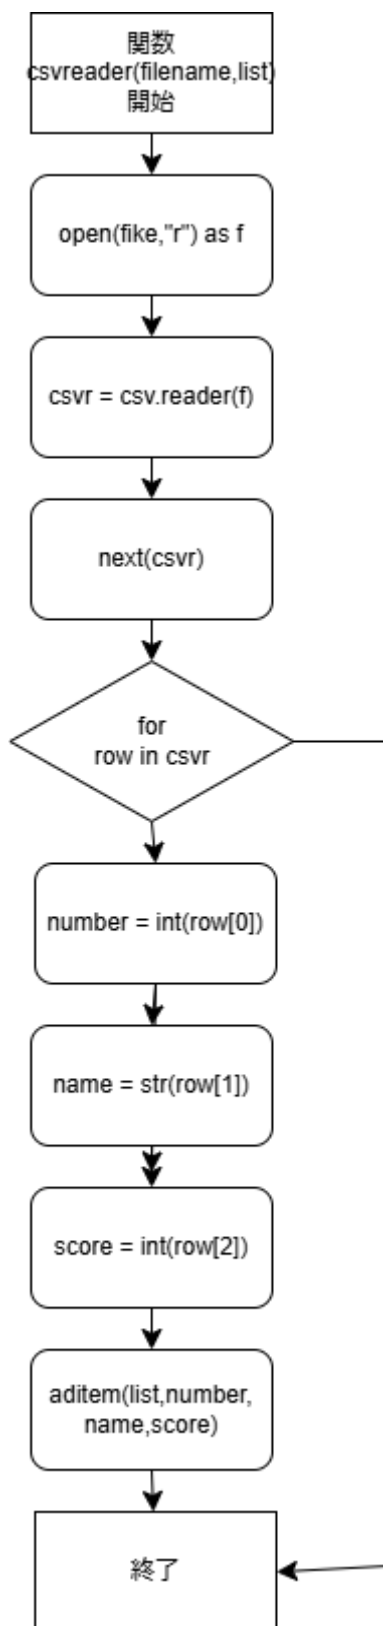 関数
csvreader(filename,list)
開始
open(fike,"r") as f
csvr = csv.reader(f)
next(csvr)
for
row in csvr
number = int(row[0])
name = str(row[1])
score = int(row[2])
aditem(list,number,
name,score)
終了